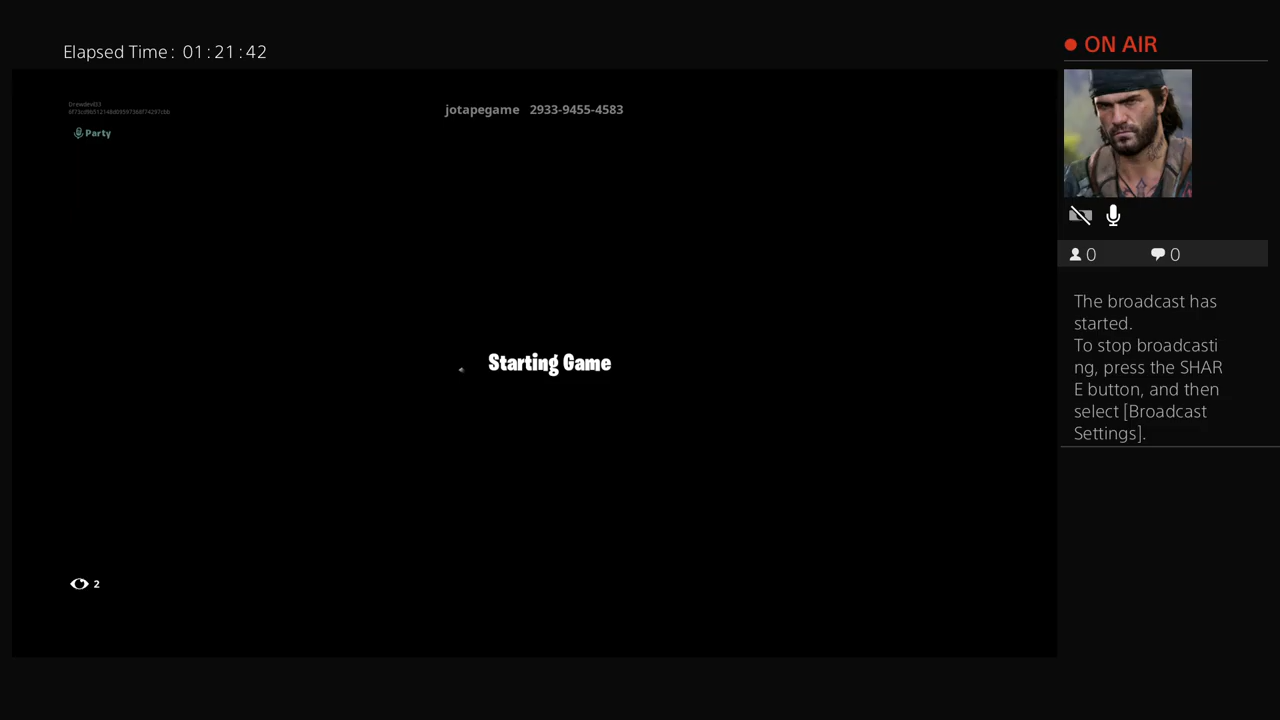 Elapsed Time: 01:21:42
ON AIR
Drewdev013
jotapegame 2933-9455-4583
Party
0 0
The broadcast has
started.
To stop broadcasti
ng, press the SHAR
E button, and then
select [Broadcast
Settings].
Starting Game
2